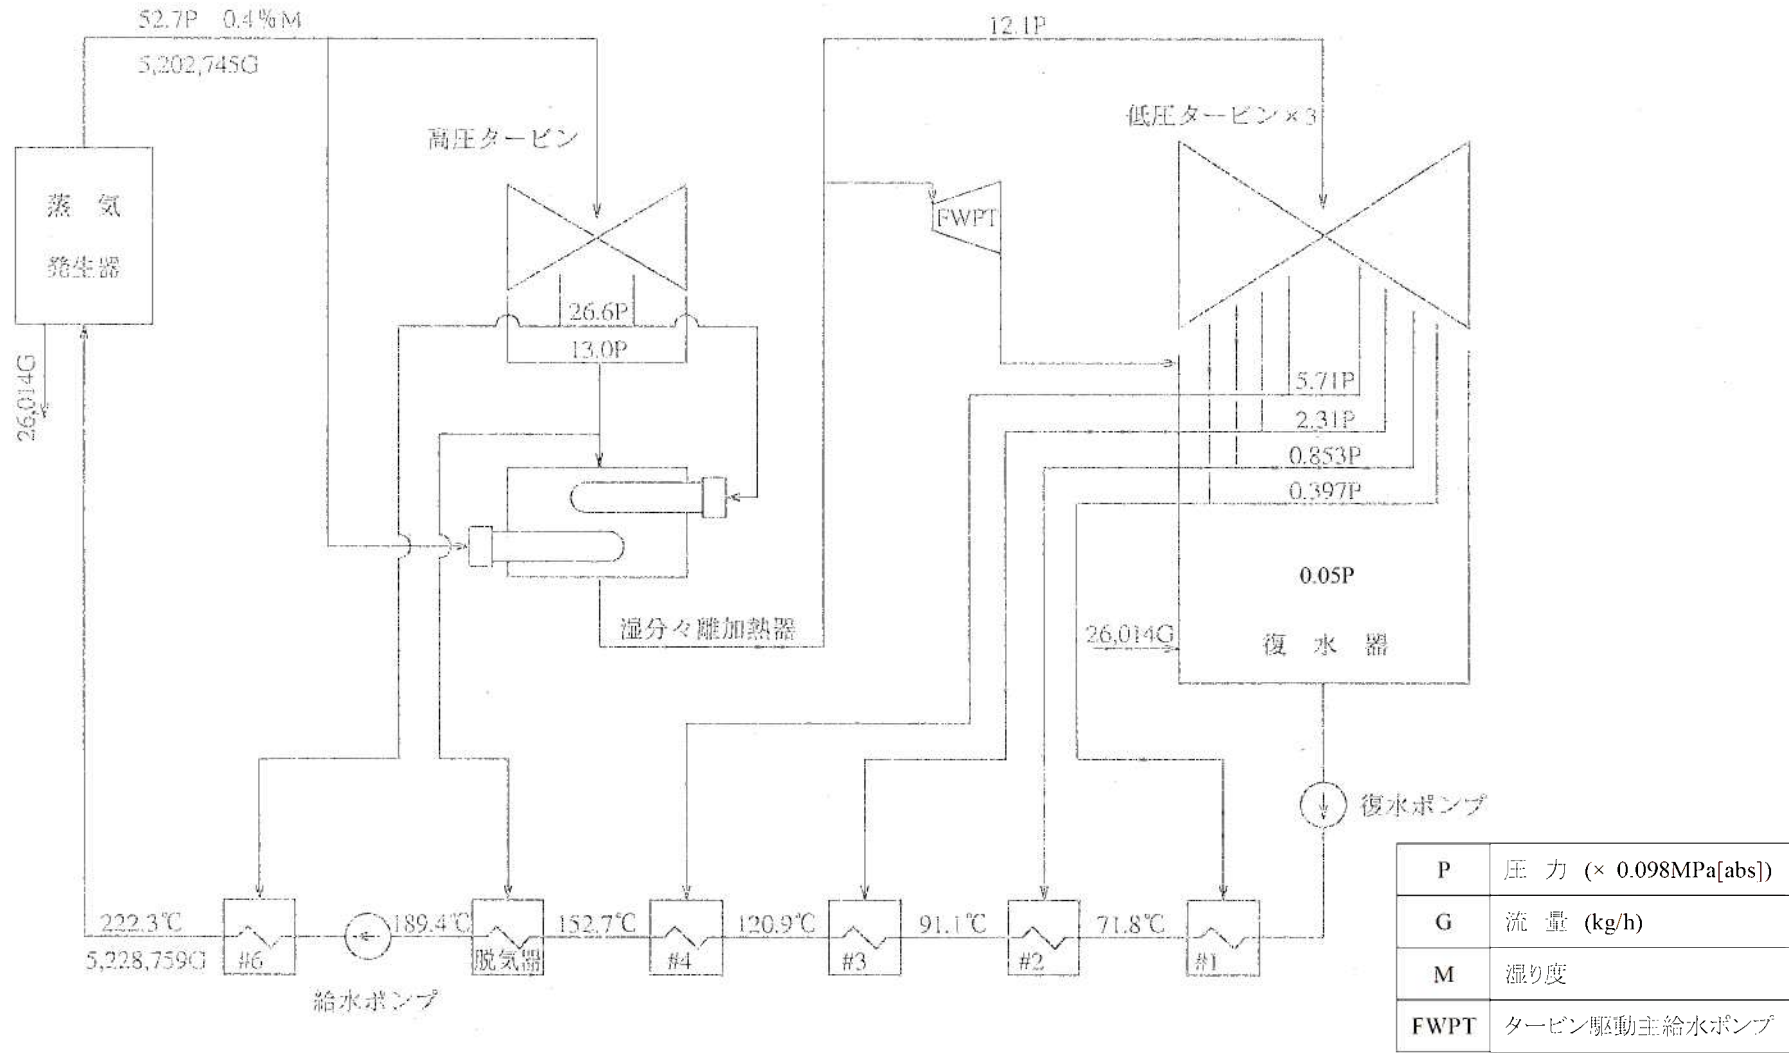 52.7P 0.4%M
5,202,745G
12.1P
高圧タービン
低圧タービン×3
蒸気
発生器
FWPT
26.6P
13.0P
26,014G
5.71P
2.31P
0.853P
0.397P
0.05P
湿分々離加熱器
26,014G
復水器
復水ポンプ
222.3℃
189.4℃
152.7℃
120.9℃
91.1℃
71.8℃
5,228,759G
#6
脱気器
#4
#3
#2
#1
給水ポンプ
P 圧力 (× 0.098MPa[abs])
G 流量 (kg/h)
M 湿り度
FWPT タービン駆動主給水ポンプ